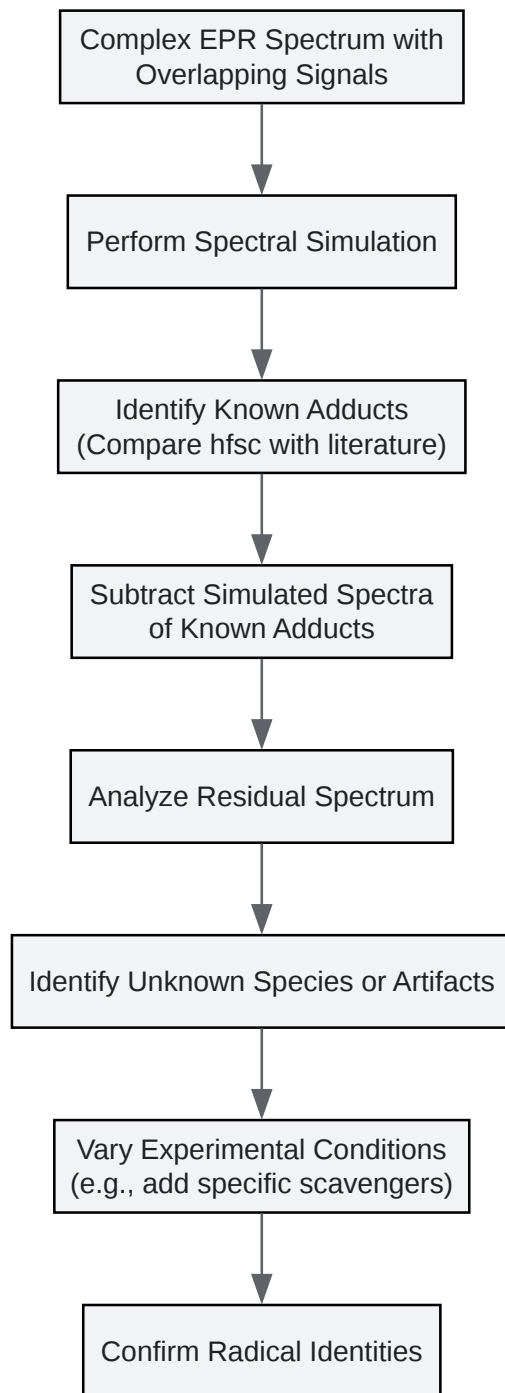 Complex EPR Spectrum with
Overlapping Signals
Perform Spectral Simulation
Identify Known Adducts
(Compare hfsc with literature)
Subtract Simulated Spectra
of Known Adducts
Analyze Residual Spectrum
Identify Unknown Species or Artifacts
Vary Experimental Conditions
(e.g., add specific scavengers)
Confirm Radical Identities